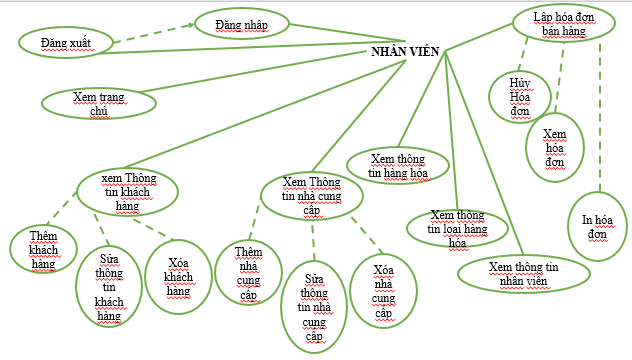 Đăng nhập
Đăng xuất
NHÂN VIÊN
Lập hóa đơn
bán hàng
Xem trang
chủ
Hủy
Hóa
đơn
Xem
hóa
đơn
Xem thông
tin hàng hóa
xem Thông
tin khách
hàng
Xem Thông
tin nhà cung
cấp
Xem thông
tin loại hàng
hóa
In hóa
đơn
Thêm
khách
hàng
Sửa
thông
tin
khách
hàng
Xóa
khách
hàng
Thêm
nhà
cung
cấp
Sửa
thông
tin nhà
cung
cấp
Xóa
nhà
cung
cấp
Xem thông tin
nhân viên